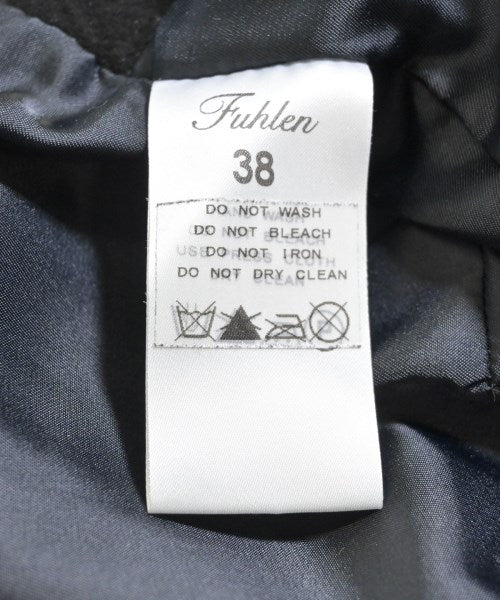 Fuhlen
38
DO NOT WASH
DO NOT BLEACH
DO NOT IRON
DO NOT DRY CLEAN